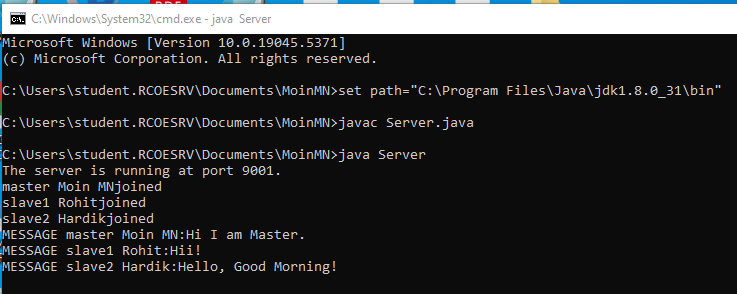 PDF
C:\Windows\System32\cmd.exe - java Server
Microsoft Windows [Version 10.0.19045.5371]
(c) Microsoft Corporation. All rights reserved.
C:\Users\student.RCOESRV\Documents\MoinMN>set path="C:\Program Files\Java\jdk1.8.0_31\bin"
C:\Users\student.RCOESRV\Documents\MoinMN>javac Server.java
C:\Users\student.RCOESRV\Documents\MoinMN>java Server
The server is running at port 9001.
master Moin MNjoined
slave1 Rohitjoined
slave2 Hardikjoined
MESSAGE master Moin MN:Hi I am Master.
MESSAGE slave1 Rohit:Hii!
MESSAGE slave2 Hardik:Hello, Good Morning!